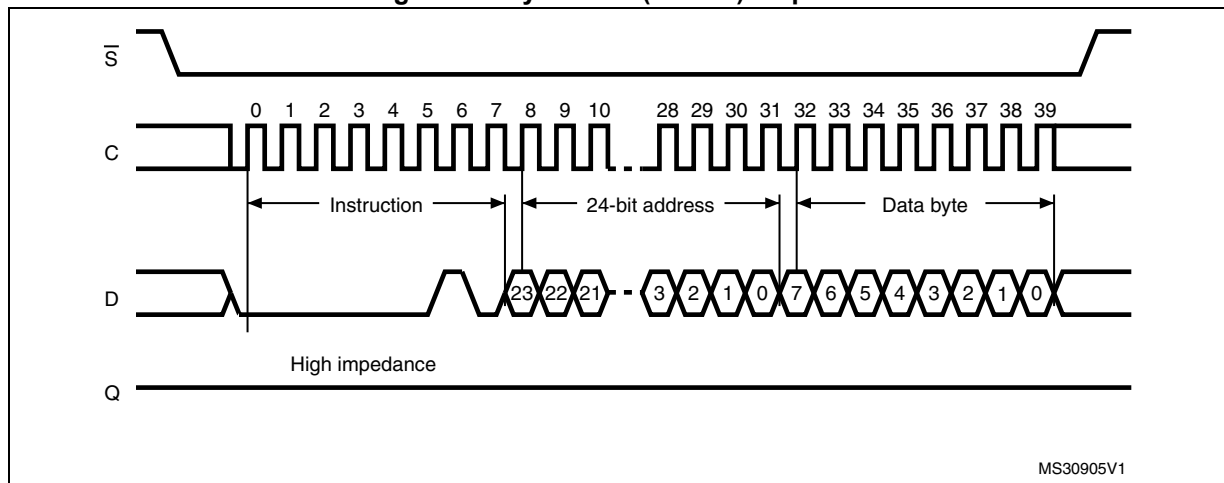 S̅
0 1 2 3 4 5 6 7 8 9 10 28 29 30 31 32 33 34 35 36 37 38 39
C
Instruction 24-bit address Data byte
D 23 22 21 3 2 1 0 7 6 5 4 3 2 1 0
High impedance
Q
MS30905V1